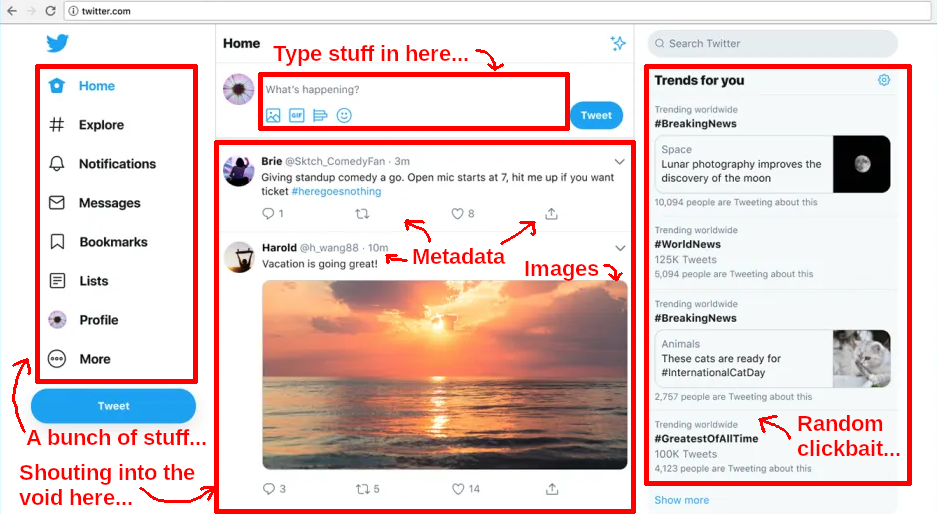 twitter.com
Home
Explore
Notifications
Messages
Bookmarks
Lists
Profile
More
Tweet
A bunch of stuff...
Shouting into the
void here...
Home
Type stuff in here...
What's happening?
GIF
Tweet
Brie @Sktch_ComedyFan · 3m
Giving standup comedy a go. Open mic starts at 7, hit me up if you want
ticket #heregoesnothing
1
8
Metadata
Harold @h_wang88 · 10m
Vacation is going great!
Images
3
5
14
Search Twitter
Trends for you
Trending worldwide
#BreakingNews
Space
Lunar photography improves the
discovery of the moon
10,094 people are Tweeting about this
Trending worldwide
#WorldNews
125K Tweets
5,094 people are Tweeting about this
Trending worldwide
#BreakingNews
Animals
These cats are ready for
#InternationalCatDay
2,757 people are Tweeting about this
Trending worldwide
#GreatestOfAllTime
100K Tweets
4,123 people are Tweeting about this
Random
clickbait...
Show more